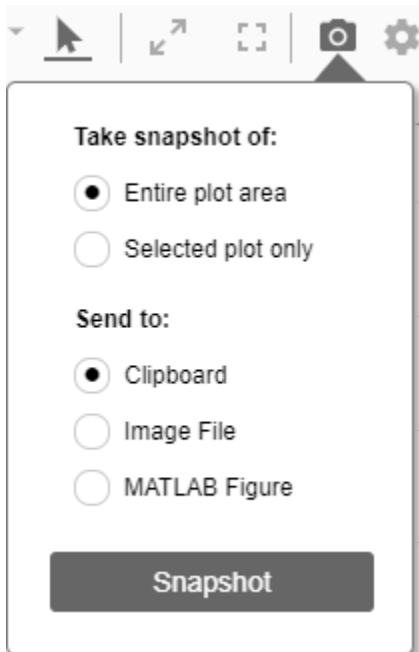 Take snapshot of:
Entire plot area
Selected plot only
Send to:
Clipboard
Image File
MATLAB Figure
Snapshot